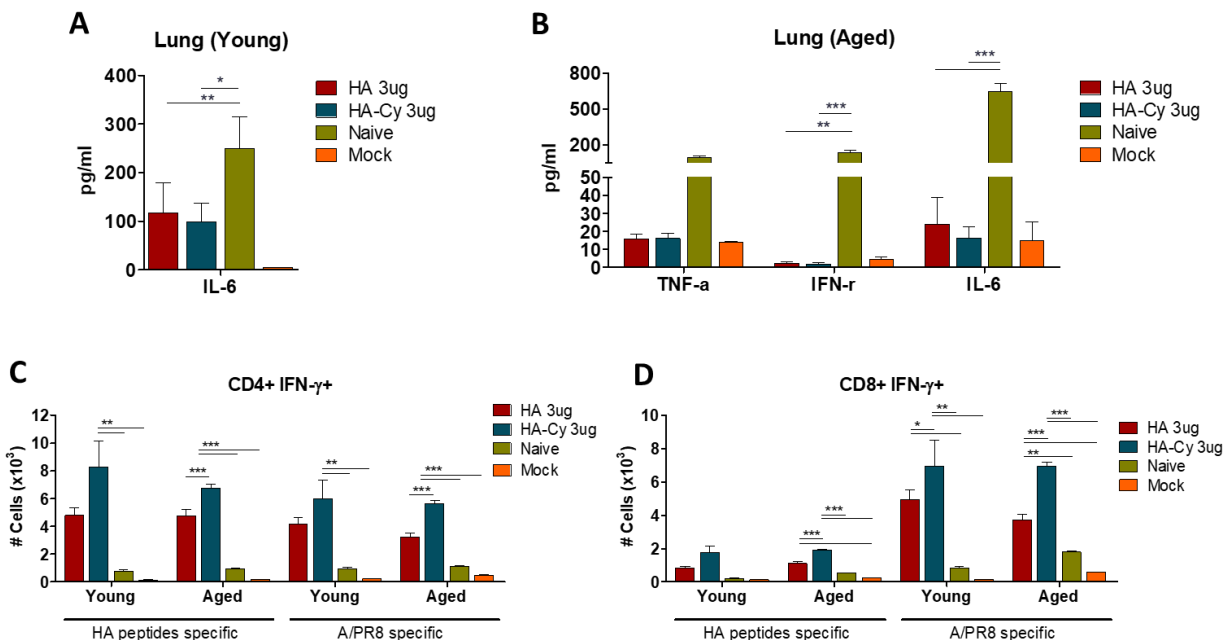 A
Lung (Young)
400
300
200
100
0
pg/ml
*
**
IL-6
HA 3ug
HA-Cy 3ug
Naive
Mock
B
Lung (Aged)
800
500
200
50
40
30
20
10
0
pg/ml
***
**
***
TNF-a IFN-r IL-6
HA 3ug
HA-Cy 3ug
Naive
Mock
C
CD4+ IFN-γ+
12
10
8
6
4
2
0
# Cells (x10³)
**
***
***
**
***
***
Young Aged Young Aged
HA peptides specific A/PR8 specific
HA 3ug
HA-Cy 3ug
Naive
Mock
D
CD8+ IFN-γ+
10
8
6
4
2
0
# Cells (x10³)
***
***
**
*
***
***
**
Young Aged Young Aged
HA peptides specific A/PR8 specific
HA 3ug
HA-Cy 3ug
Naive
Mock